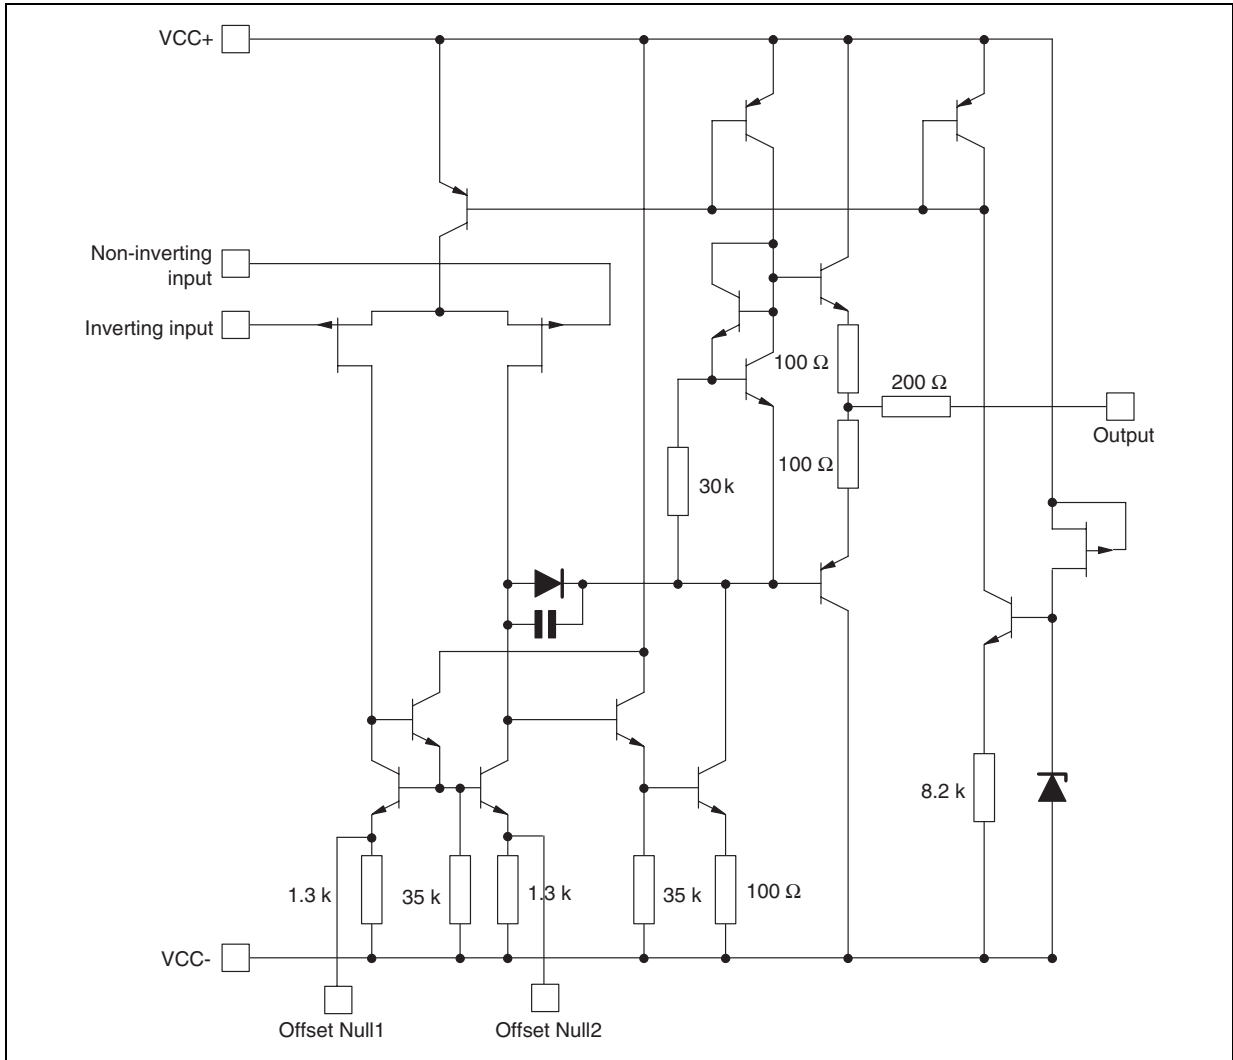 VCC+
Non-inverting
input
Inverting input
100 Ω
200 Ω
Output
100 Ω
30k
8.2 k
1.3 k
35 k
1.3 k
35 k
100 Ω
VCC-
Offset Null1
Offset Null2